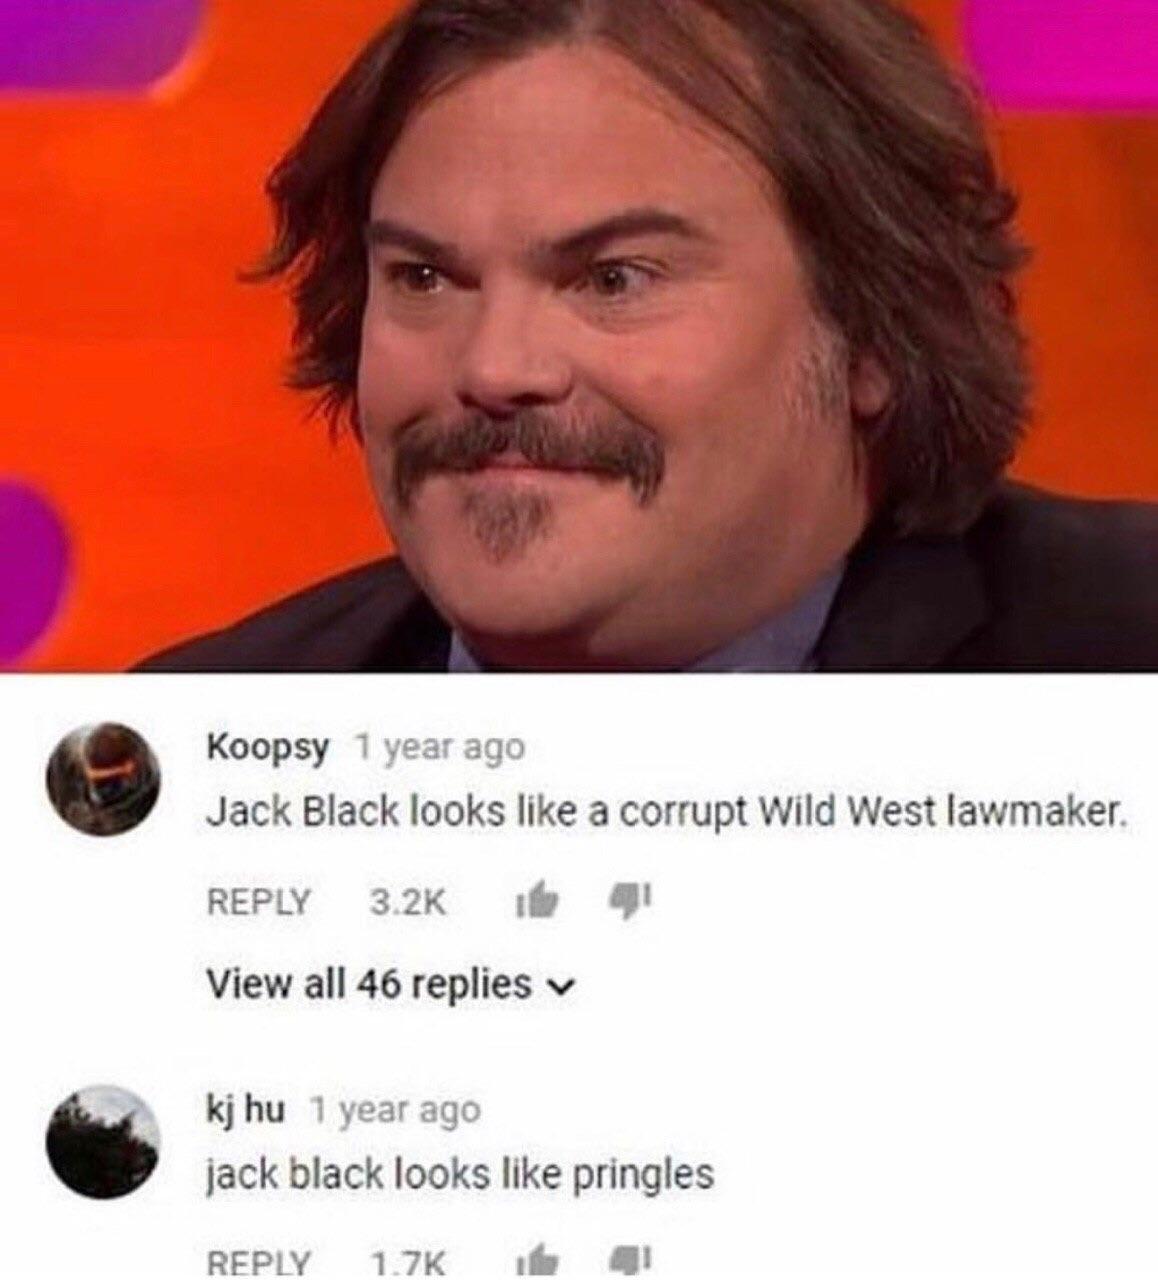 Koopsy 1 year ago
Jack Black looks like a corrupt Wild West lawmaker.
REPLY 3.2K
View all 46 replies
kj hu 1 year ago
jack black looks like pringles
REPLY 1.7K